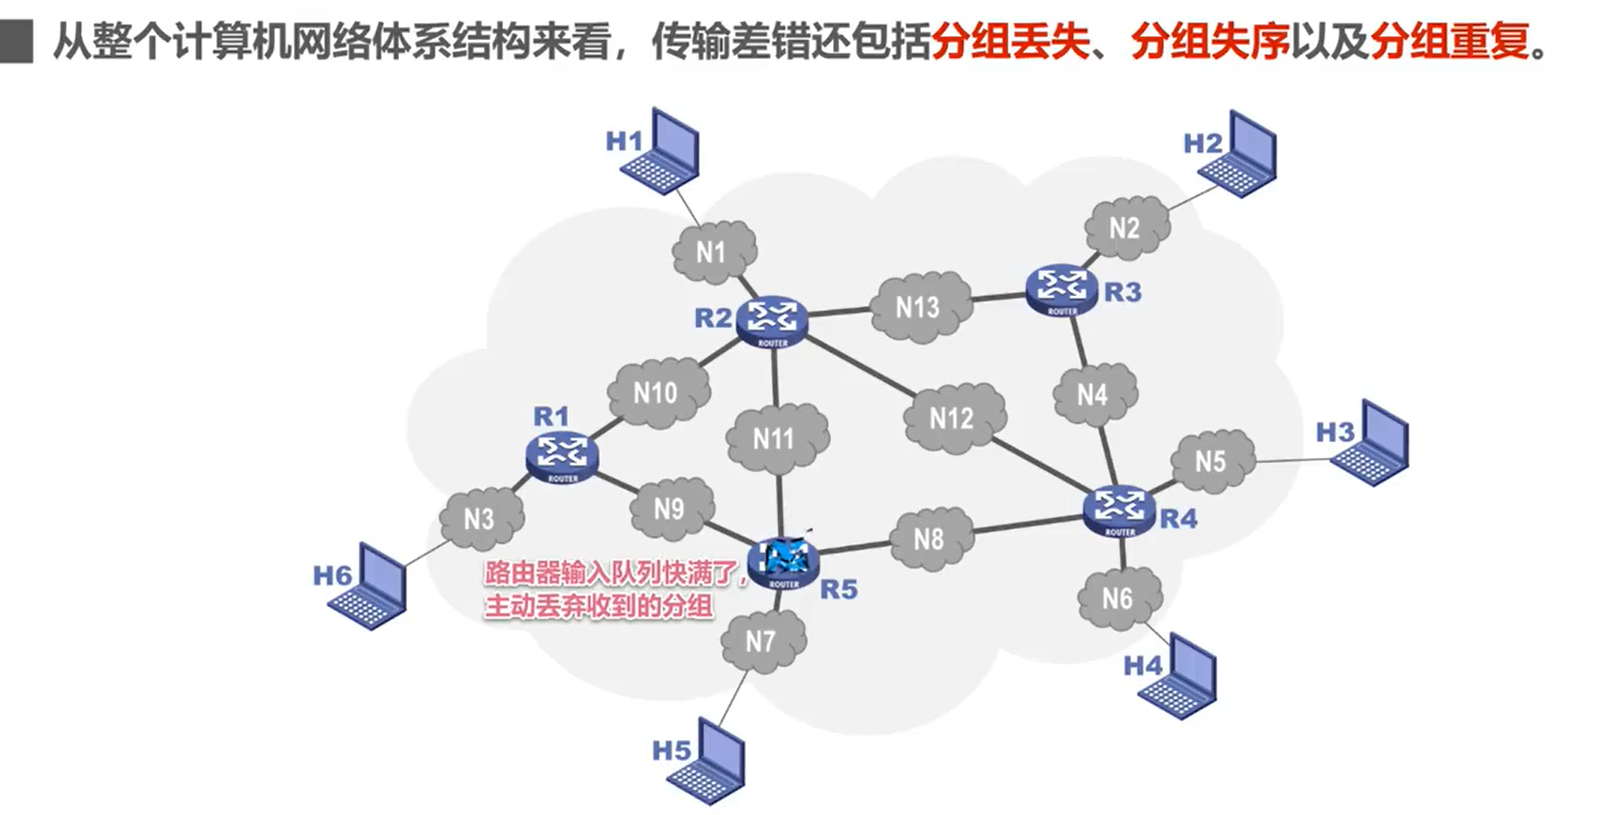 从整个计算机网络体系结构来看，传输差错还包括分组丢失、分组失序以及分组重复。
H1
H2
N1
N2
R2
ROUTER
N13
R3
ROUTER
N10
N11
N12
N4
R1
ROUTER
H3
N5
N3
N9
N8
R4
ROUTER
H6
路由器输入队列快满了，
主动丢弃收到的分组
ROUTER
R5
N6
N7
H4
H5